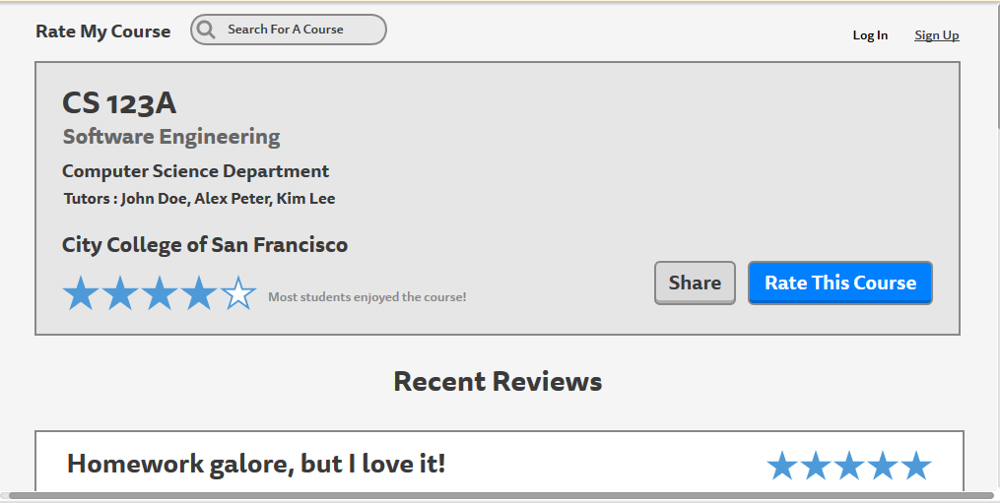 Rate My Course
Search For A Course
Log In
Sign Up
CS 123A
Software Engineering
Computer Science Department
Tutors : John Doe, Alex Peter, Kim Lee
City College of San Francisco
Most students enjoyed the course!
Share
Rate This Course
Recent Reviews
Homework galore, but I love it!